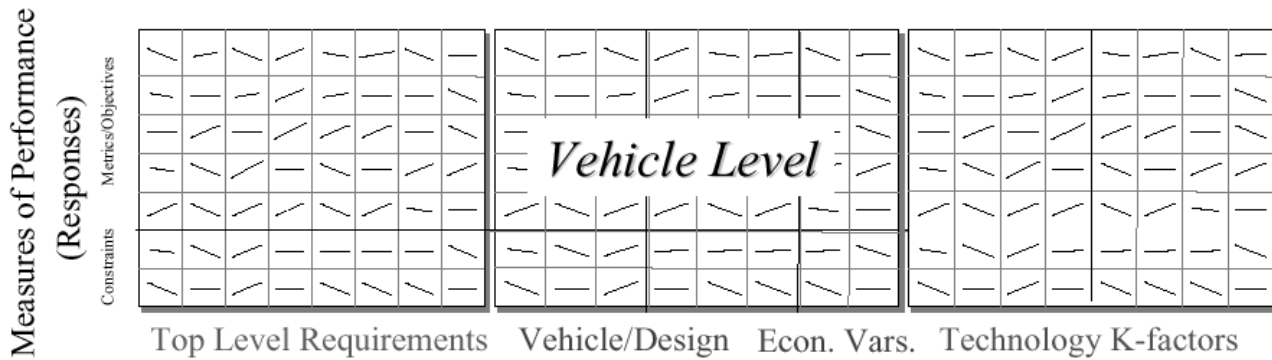 Measures of Performance
(Responses)
Metrics/Objectives
Constraints
Vehicle Level
Top Level Requirements
Vehicle/Design
Econ. Vars.
Technology K-factors